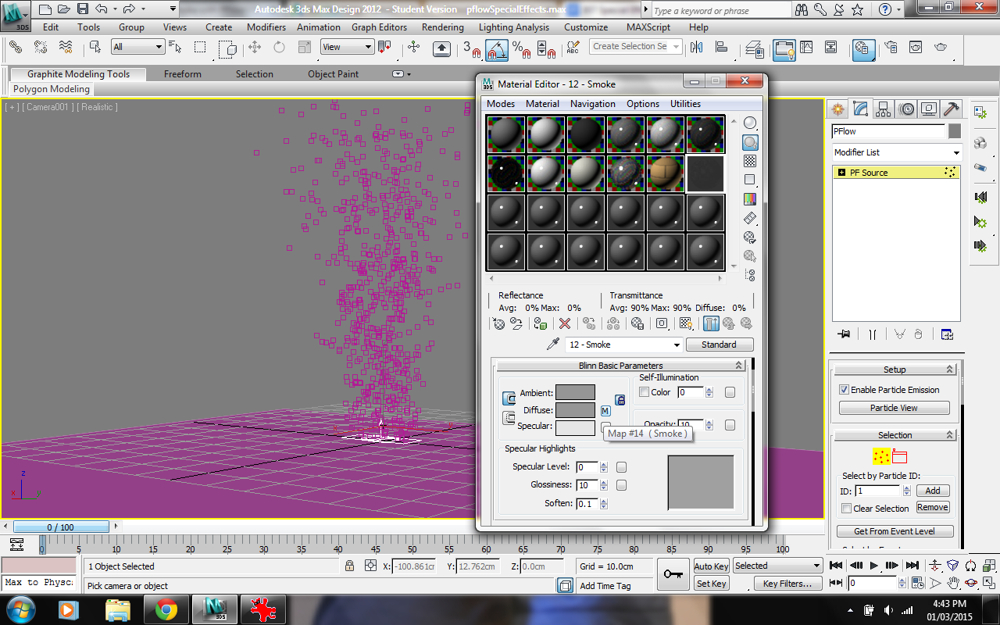 Autodesk 3ds Max Design 2012 - Student Version pflowSpecialEffects.max
Type a keyword or phrase
3DS
Edit Tools Group Views Create Modifiers Animation Graph Editors Rendering Lighting Analysis Customize MAXScript Help
All
View
3
ABC
Create Selection Se
Graphite Modeling Tools Freeform Selection Object Paint
Polygon Modeling
[ + ] [ Camera001 ] [ Realistic ]
Material Editor - 12 - Smoke
Modes Material Navigation Options Utilities
Reflectance
Avg: 0% Max: 0%
Transmittance
Avg: 90% Max: 90% Diffuse: 0%
12 - Smoke
Standard
Blinn Basic Parameters
Ambient:
Diffuse: M
Specular:
Self-Illumination
Color 0
Opacity: 10
Map #14 ( Smoke )
Specular Highlights
Specular Level: 0
Glossiness: 10
Soften: 0.1
PFlow
Modifier List
PF Source
Setup
Enable Particle Emission
Particle View
Selection
Select by Particle ID:
ID: 1 Add
Clear Selection Remove
Get From Event Level
z
x
0 / 100
0 5 10 15 20 25 30 35 40 45 50 55 60 65 70 75 80 85 90 95 100
1 Object Selected
X: -100.861cm Y: 12.762cm Z: 0.0cm
Grid = 10.0cm
Auto Key
Selected
Max to Physc:
Pick camera or object
Add Time Tag
Set Key
Key Filters...
0
3DS
4:43 PM
01/03/2015